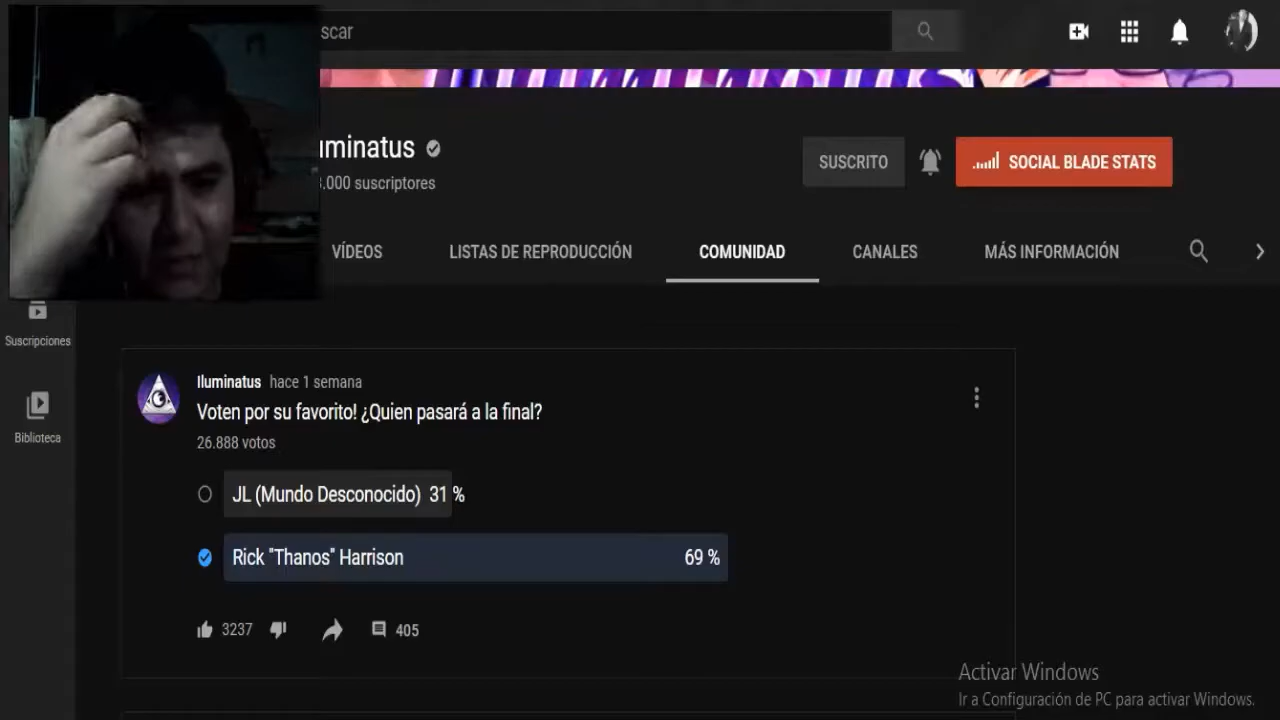 scar
uminatus
.000 suscriptores
SUSCRITO
SOCIAL BLADE STATS
VÍDEOS
LISTAS DE REPRODUCCIÓN
COMUNIDAD
CANALES
MÁS INFORMACIÓN
Suscripciones
Biblioteca
Iluminatus hace 1 semana
Voten por su favorito! ¿Quien pasará a la final?
26.888 votos
JL (Mundo Desconocido) 31 %
Rick "Thanos" Harrison 69 %
3237 405
Activar Windows
Ir a Configuración de PC para activar Windows.